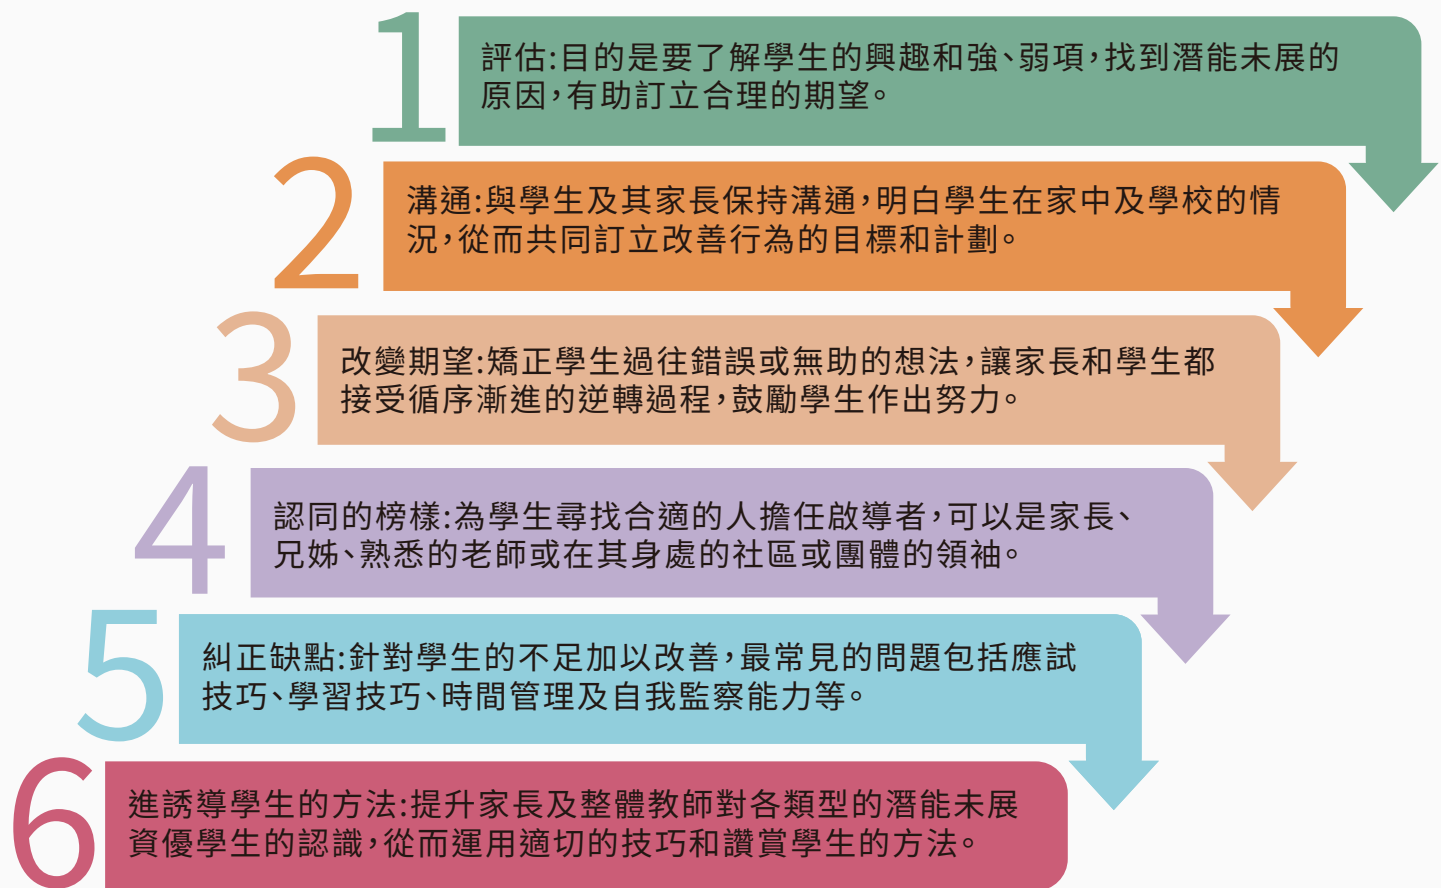 1
評估:目的是要了解學生的興趣和強、弱項,找到潛能未展的
原因,有助訂立合理的期望。
2
溝通:與學生及其家長保持溝通,明白學生在家中及學校的情
況,從而共同訂立改善行為的目標和計劃。
3
改變期望:矯正學生過往錯誤或無助的想法,讓家長和學生都
接受循序漸進的逆轉過程,鼓勵學生作出努力。
4
認同的榜樣:為學生尋找合適的人擔任啟導者,可以是家長、
兄姊、熟悉的老師或在其身處的社區或團體的領袖。
5
糾正缺點:針對學生的不足加以改善,最常見的問題包括應試
技巧、學習技巧、時間管理及自我監察能力等。
6
進誘導學生的方法:提升家長及整體教師對各類型的潛能未展
資優學生的認識,從而運用適切的技巧和讚賞學生的方法。